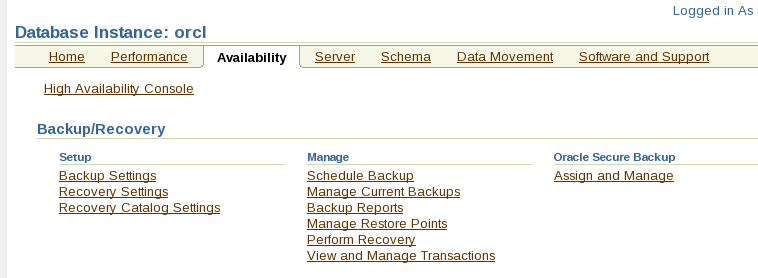 Logged in As
Database Instance: orcl
Home Performance Availability Server Schema Data Movement Software and Support
High Availability Console
Backup/Recovery
Setup Manage Oracle Secure Backup
Backup Settings Schedule Backup Assign and Manage
Recovery Settings Manage Current Backups
Recovery Catalog Settings Backup Reports
Manage Restore Points
Perform Recovery
View and Manage Transactions